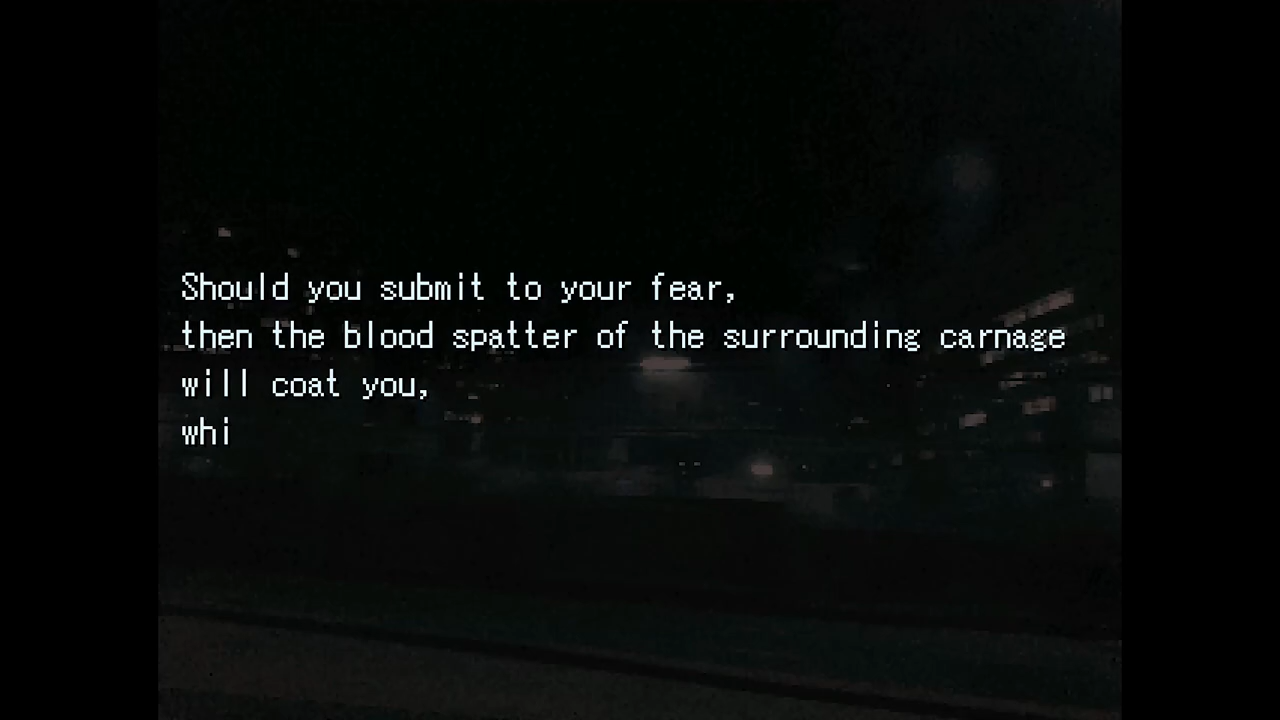 Should you submit to your fear,
then the blood spatter of the surrounding carnage
will coat you,
whi